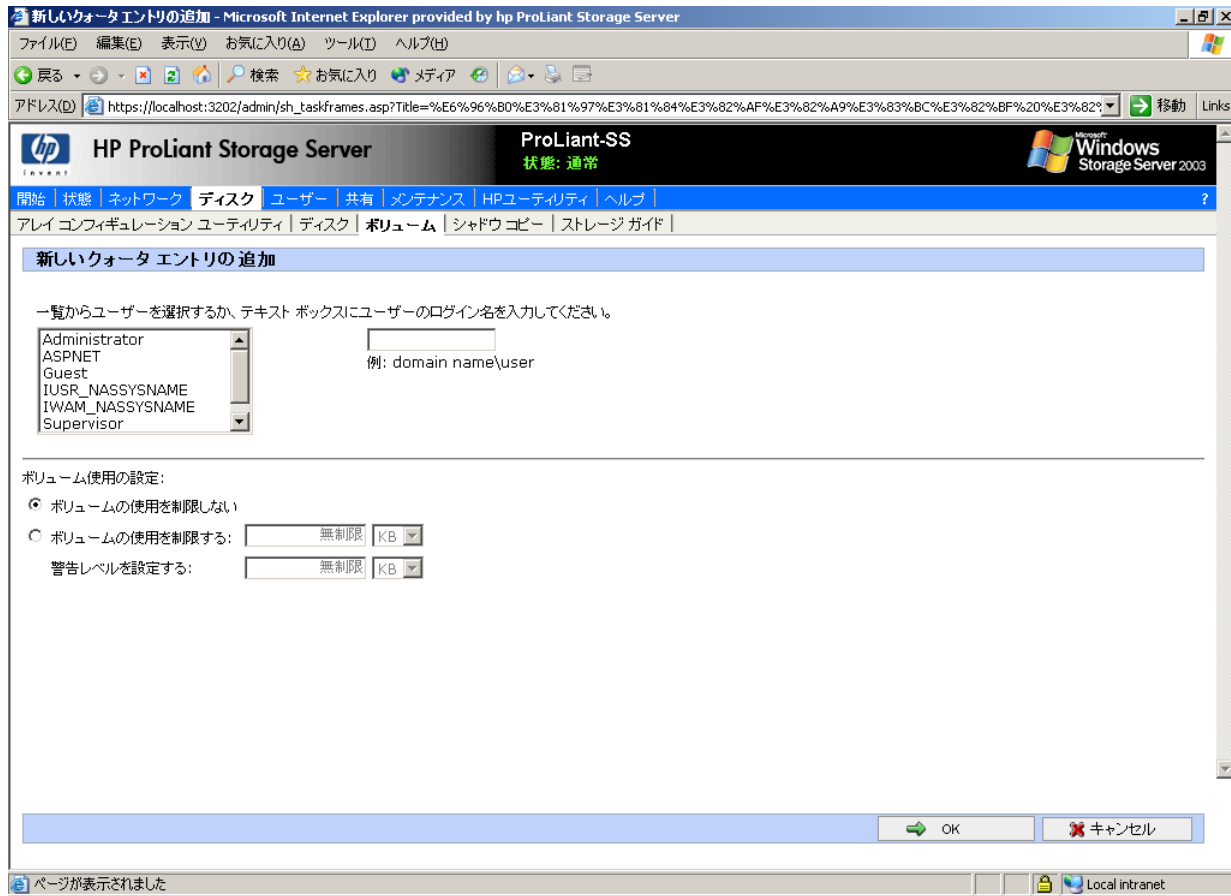 新しいクォータ エントリの追加 - Microsoft Internet Explorer provided by hp ProLiant Storage Server
ファイル(F) 編集(E) 表示(V) お気に入り(A) ツール(T) ヘルプ(H)
戻る 検索 お気に入り メディア
アドレス(D) https://localhost:3202/admin/sh_taskframes.asp?Title=%E6%96%B0%E3%81%97%E3%81%84%E3%82%AF%E3%82%A9%E3%83%BC%E3%82%BF%20%E3%82% 移動 Links
hp invent HP ProLiant Storage Server ProLiant-SS Microsoft Windows Storage Server 2003
状態: 通常
開始 | 状態 | ネットワーク | ディスク | ユーザー | 共有 | メンテナンス | HPユーティリティ | ヘルプ | ?
アレイ コンフィギュレーション ユーティリティ | ディスク | ボリューム | シャドウ コピー | ストレージ ガイド |
新しいクォータ エントリの追加
一覧からユーザーを選択するか、テキスト ボックスにユーザーのログイン名を入力してください。
Administrator
ASPNET
Guest
IUSR_NASSYSNAME
IWAM_NASSYSNAME
Supervisor
例: domain name\user
ボリューム使用の設定:
ボリュームの使用を制限しない
ボリュームの使用を制限する: 無制限 KB
警告レベルを設定する: 無制限 KB
OK キャンセル
ページが表示されました Local intranet